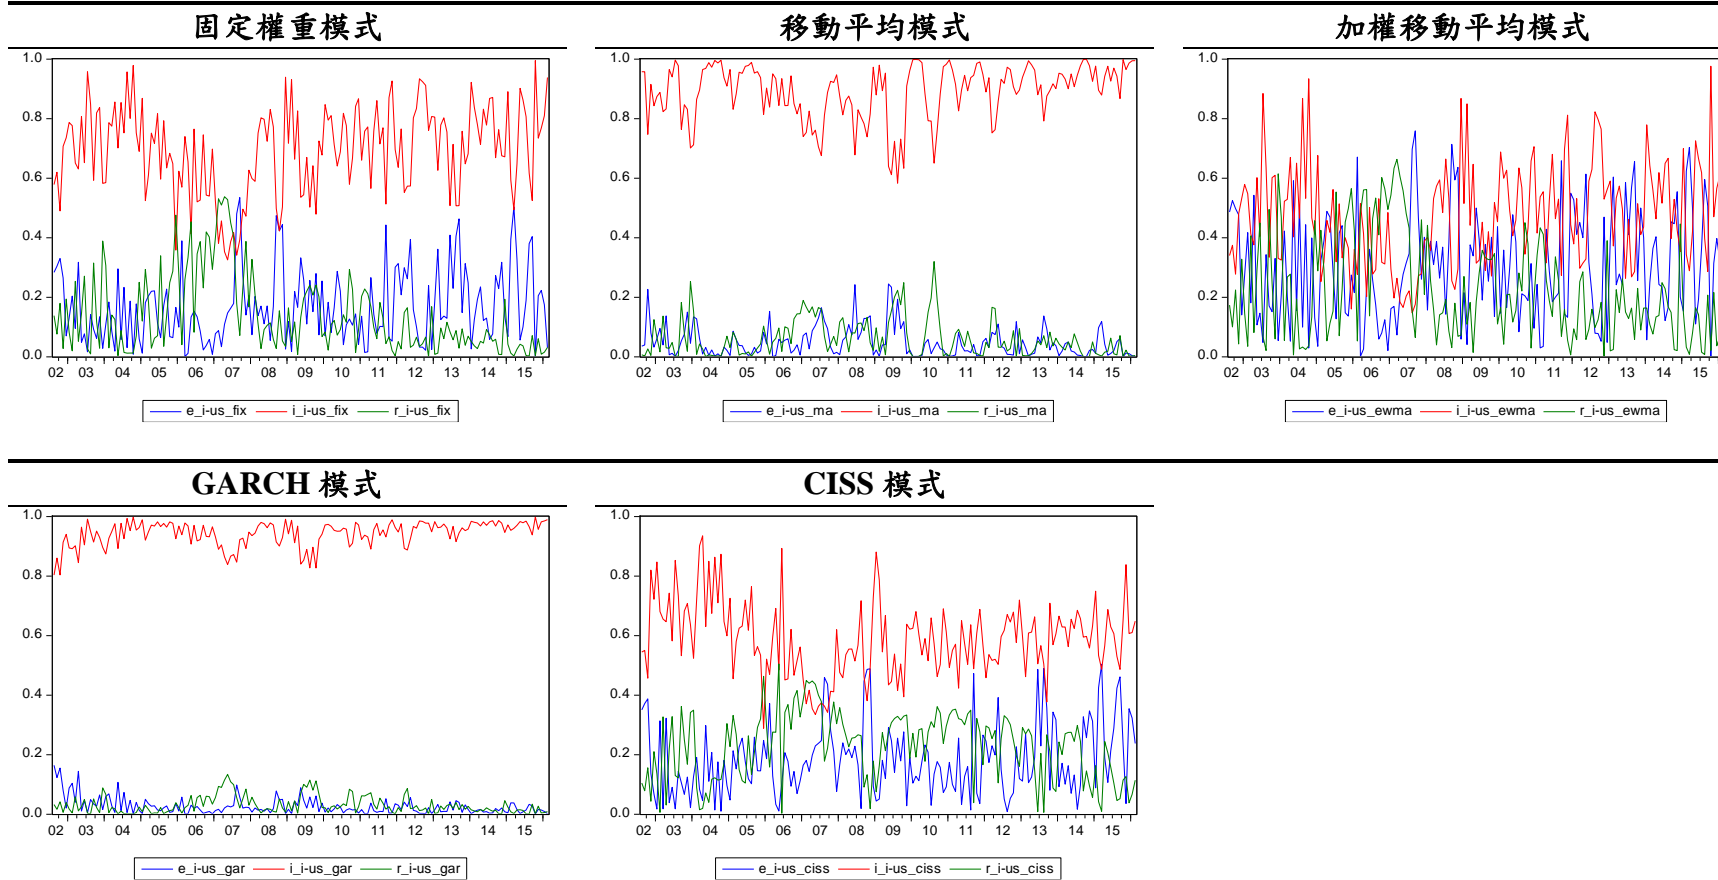 固定權重模式
移動平均模式
加權移動平均模式
1.0
0.8
0.6
0.4
0.2
0.0
02 03 04 05 06 07 08 09 10 11 12 13 14 15
e_i-us_fix i_i-us_fix r_i-us_fix
1.0
0.8
0.6
0.4
0.2
0.0
02 03 04 05 06 07 08 09 10 11 12 13 14 15
e_i-us_ma i_i-us_ma r_i-us_ma
1.0
0.8
0.6
0.4
0.2
0.0
02 03 04 05 06 07 08 09 10 11 12 13 14 15
e_i-us_ewma i_i-us_ewma r_i-us_ewma
GARCH 模式
CISS 模式
1.0
0.8
0.6
0.4
0.2
0.0
02 03 04 05 06 07 08 09 10 11 12 13 14 15
e_i-us_gar i_i-us_gar r_i-us_gar
1.0
0.8
0.6
0.4
0.2
0.0
02 03 04 05 06 07 08 09 10 11 12 13 14 15
e_i-us_ciss i_i-us_ciss r_i-us_ciss